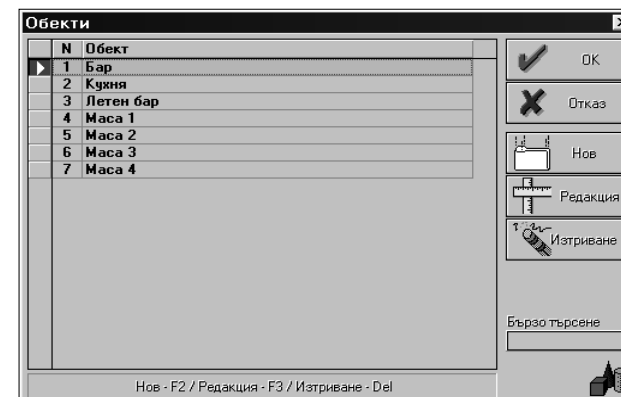 Обекти
N Обект
1 Бар
2 Кухня
3 Летен бар
4 Маса 1
5 Маса 2
6 Маса 3
7 Маса 4
OK
Отказ
Нов
Редакция
Изтриване
Бързо търсене
Нов - F2 / Редакция - F3 / Изтриване - Del